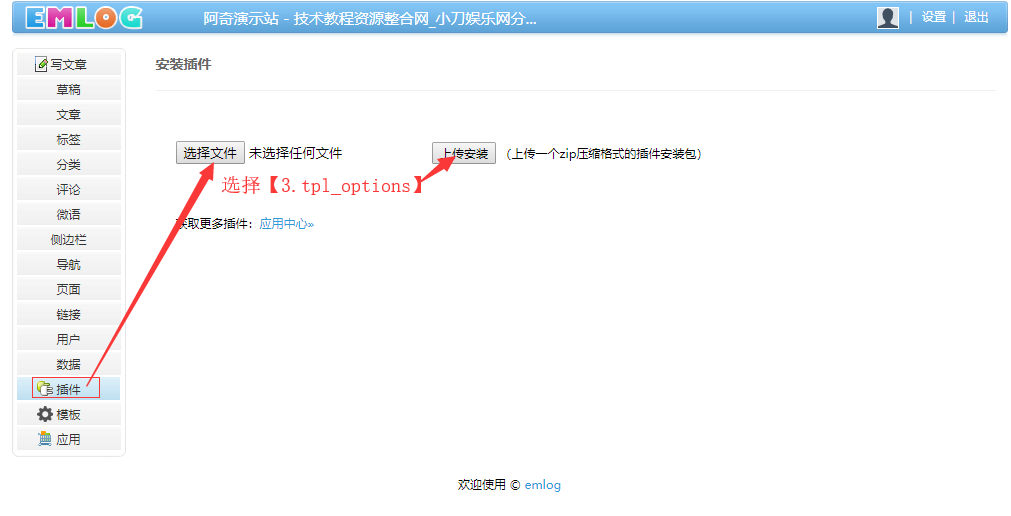 EMLOG 阿奇演示站 - 技术教程资源整合网_小刀娱乐网分... | 设置 | 退出
写文章
草稿
文章
标签
分类
评论
微语
侧边栏
导航
页面
链接
用户
数据
插件
模板
应用
安装插件
选择文件 未选择任何文件 上传安装 （上传一个zip压缩格式的插件安装包）
选择【3.tpl_options】
获取更多插件：应用中心»
欢迎使用 © emlog